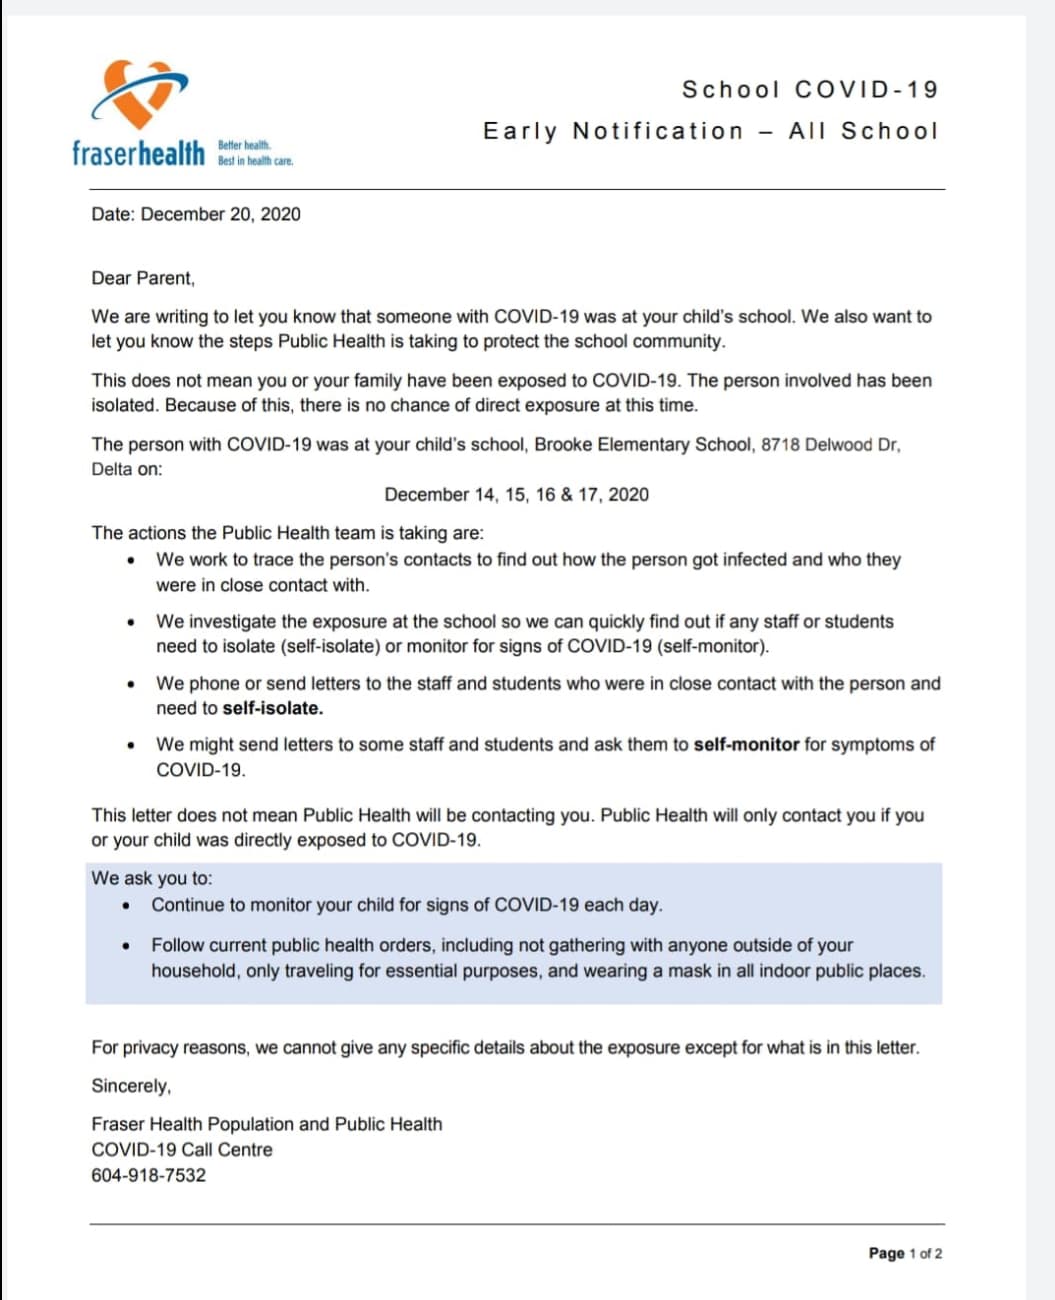 School COVID-19
Early Notification – All School
fraserhealth
Better health.
Best in health care.
Date: December 20, 2020
Dear Parent,
We are writing to let you know that someone with COVID-19 was at your child's school. We also want to
let you know the steps Public Health is taking to protect the school community.
This does not mean you or your family have been exposed to COVID-19. The person involved has been
isolated. Because of this, there is no chance of direct exposure at this time.
The person with COVID-19 was at your child's school, Brooke Elementary School, 8718 Delwood Dr,
Delta on:
December 14, 15, 16 & 17, 2020
The actions the Public Health team is taking are:
• We work to trace the person's contacts to find out how the person got infected and who they
were in close contact with.
• We investigate the exposure at the school so we can quickly find out if any staff or students
need to isolate (self-isolate) or monitor for signs of COVID-19 (self-monitor).
• We phone or send letters to the staff and students who were in close contact with the person and
need to self-isolate.
• We might send letters to some staff and students and ask them to self-monitor for symptoms of
COVID-19.
This letter does not mean Public Health will be contacting you. Public Health will only contact you if you
or your child was directly exposed to COVID-19.
We ask you to:
• Continue to monitor your child for signs of COVID-19 each day.
• Follow current public health orders, including not gathering with anyone outside of your
household, only traveling for essential purposes, and wearing a mask in all indoor public places.
For privacy reasons, we cannot give any specific details about the exposure except for what is in this letter.
Sincerely,
Fraser Health Population and Public Health
COVID-19 Call Centre
604-918-7532
Page 1 of 2